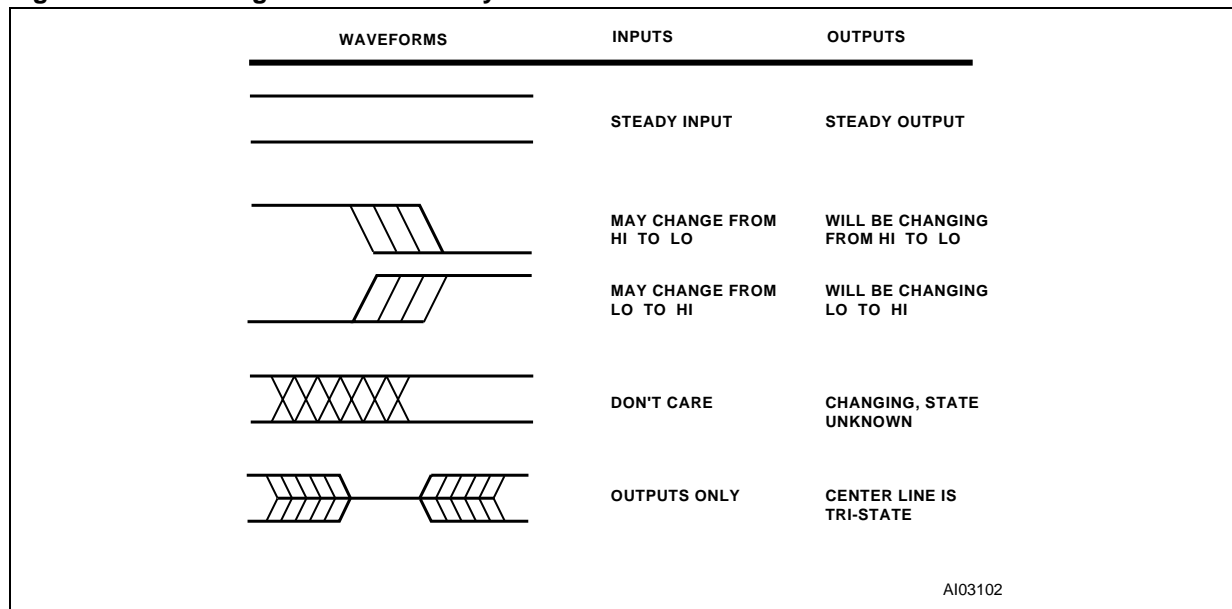 WAVEFORMS INPUTS OUTPUTS
STEADY INPUT STEADY OUTPUT
MAY CHANGE FROM WILL BE CHANGING
HI TO LO FROM HI TO LO
MAY CHANGE FROM WILL BE CHANGING
LO TO HI LO TO HI
DON'T CARE CHANGING, STATE
UNKNOWN
OUTPUTS ONLY CENTER LINE IS
TRI-STATE
AI03102